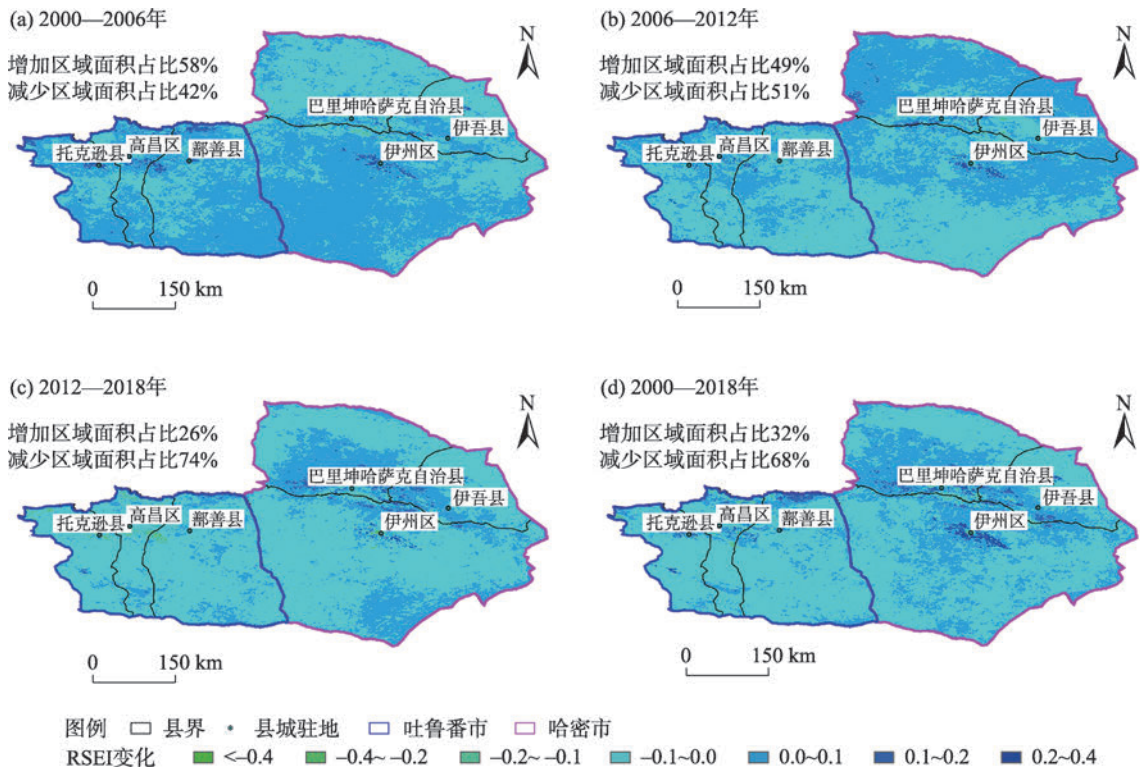 (a) 2000—2006年
N
增加区域面积占比58%
减少区域面积占比42%
巴里坤哈萨克自治县
伊吾县
托克逊县
高昌区
鄯善县
伊州区
0 150 km
(b) 2006—2012年
N
增加区域面积占比49%
减少区域面积占比51%
巴里坤哈萨克自治县
伊吾县
托克逊县
高昌区
鄯善县
伊州区
0 150 km
(c) 2012—2018年
N
增加区域面积占比26%
减少区域面积占比74%
巴里坤哈萨克自治县
伊吾县
托克逊县
高昌区
鄯善县
伊州区
0 150 km
(d) 2000—2018年
N
增加区域面积占比32%
减少区域面积占比68%
巴里坤哈萨克自治县
伊吾县
托克逊县
高昌区
鄯善县
伊州区
0 150 km
图例 县界 县城驻地 吐鲁番市 哈密市
RSEI变化 <–0.4 –0.4~ –0.2 –0.2~ –0.1 –0.1~0.0 0.0~0.1 0.1~0.2 0.2~0.4